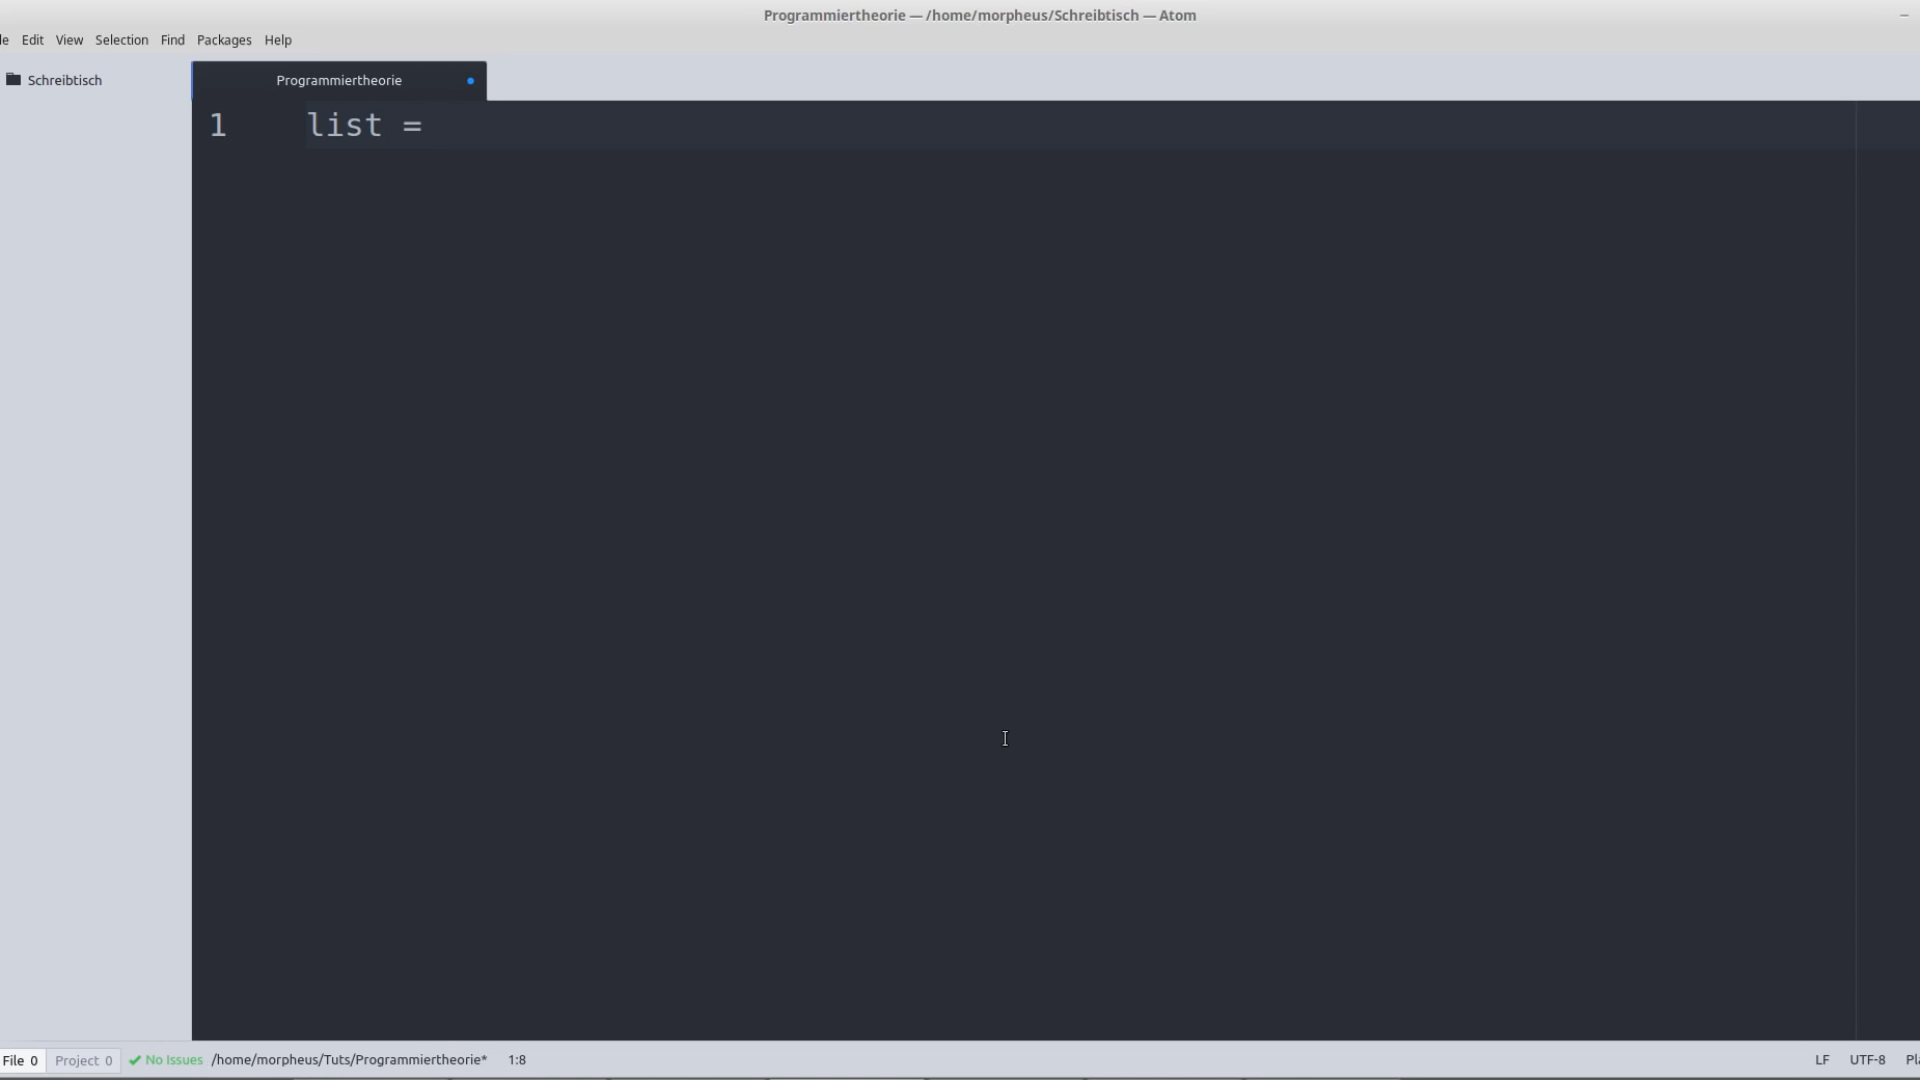 Programmiertheorie — /home/morpheus/Schreibtisch — Atom
le Edit View Selection Find Packages Help
Schreibtisch
Programmiertheorie
1 list =
File 0 Project 0 No Issues /home/morpheus/Tuts/Programmiertheorie* 1:8 LF UTF-8 Pla